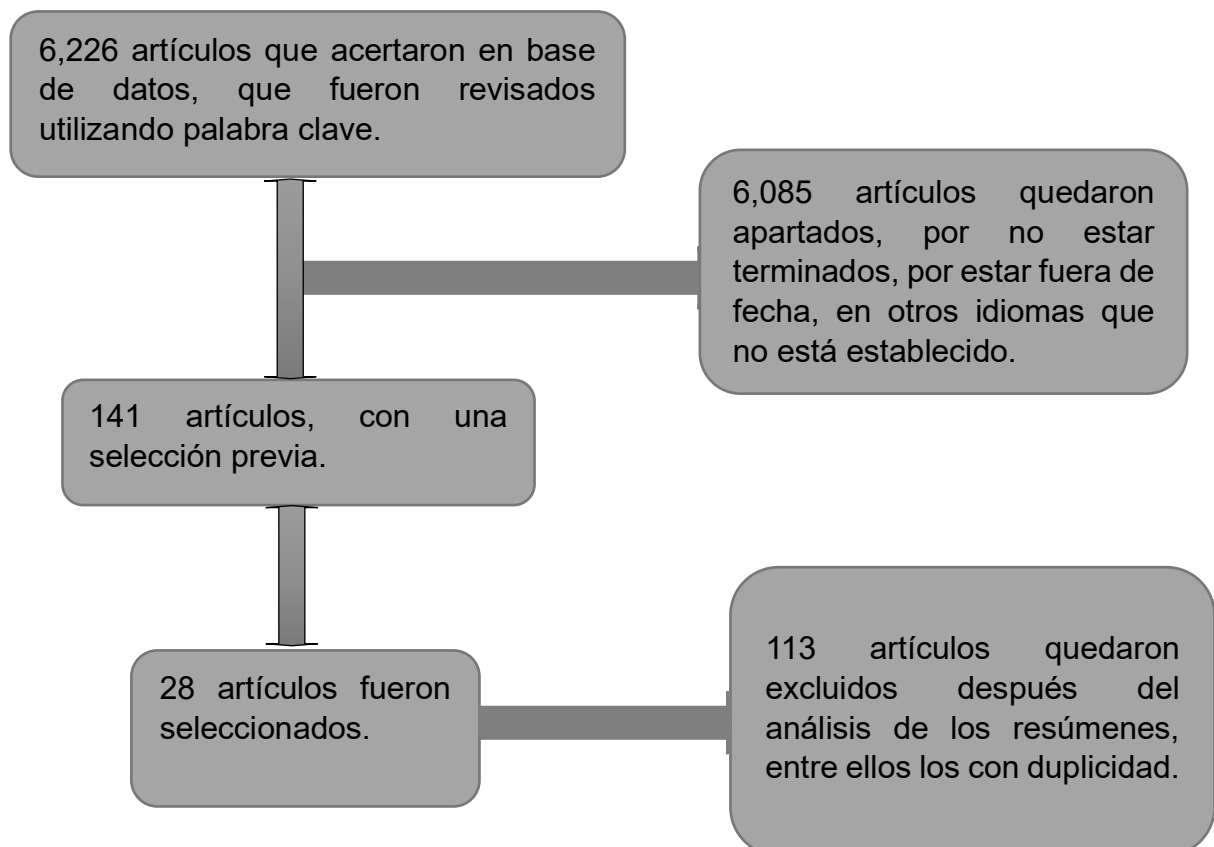 6,226 artículos que acertaron en base
de datos, que fueron revisados
utilizando palabra clave.
6,085 artículos quedaron
apartados, por no estar
terminados, por estar fuera de
fecha, en otros idiomas que
no está establecido.
141 artículos, con una
selección previa.
28 artículos fueron
seleccionados.
113 artículos quedaron
excluidos después del
análisis de los resúmenes,
entre ellos los con duplicidad.